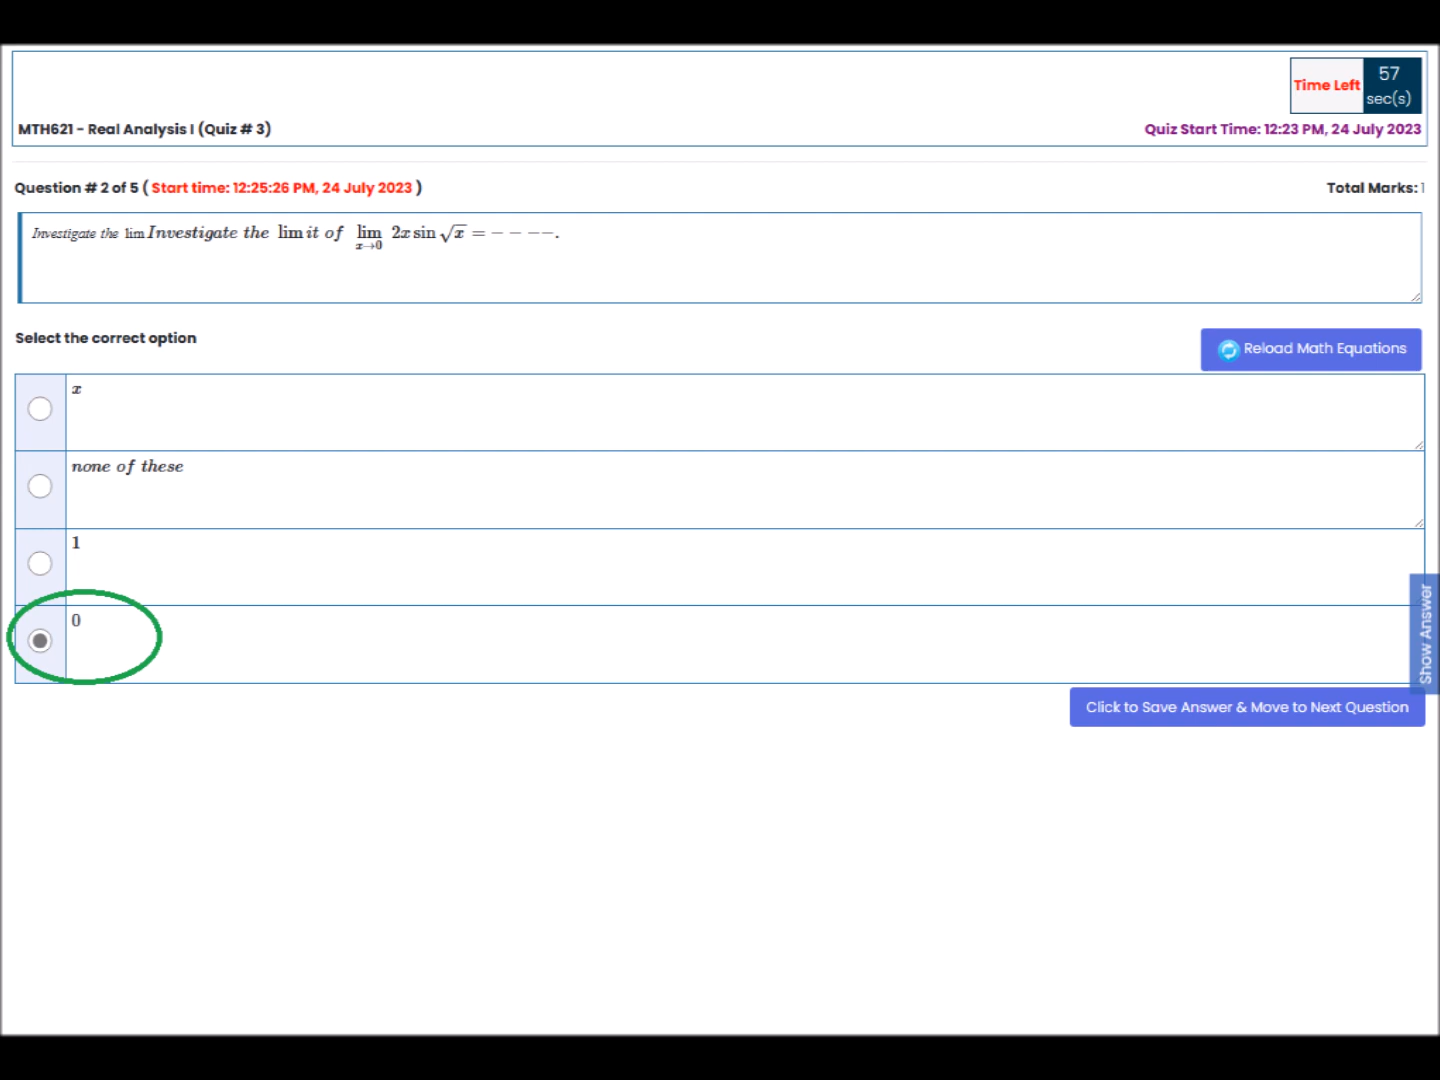 Time Left
57
sec(s)
MTH621 - Real Analysis I (Quiz # 3)
Quiz Start Time: 12:23 PM, 24 July 2023
Question # 2 of 5 ( Start time: 12:25:26 PM, 24 July 2023 )
Total Marks: 1
Investigate the lim Investigate the limit of lim x→0 2x sin √x = − − −−.
Select the correct option
Reload Math Equations
x
none of these
1
0
Show Answer
Click to Save Answer & Move to Next Question